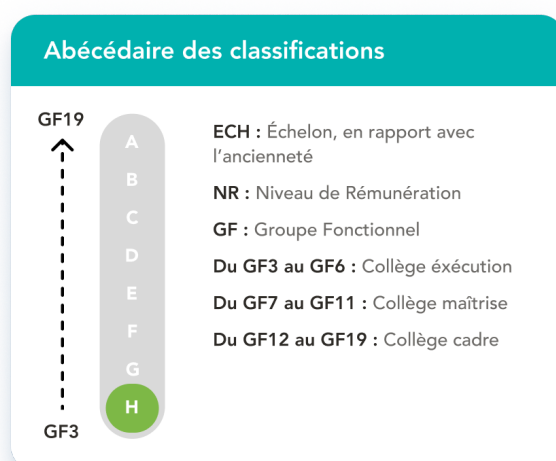 Abécédaire des classifications
GF19
A
B
C
D
E
F
G
H
GF3
ECH : Échelon, en rapport avec
l’ancienneté
NR : Niveau de Rémunération
GF : Groupe Fonctionnel
Du GF3 au GF6 : Collège éxécution
Du GF7 au GF11 : Collège maîtrise
Du GF12 au GF19 : Collège cadre